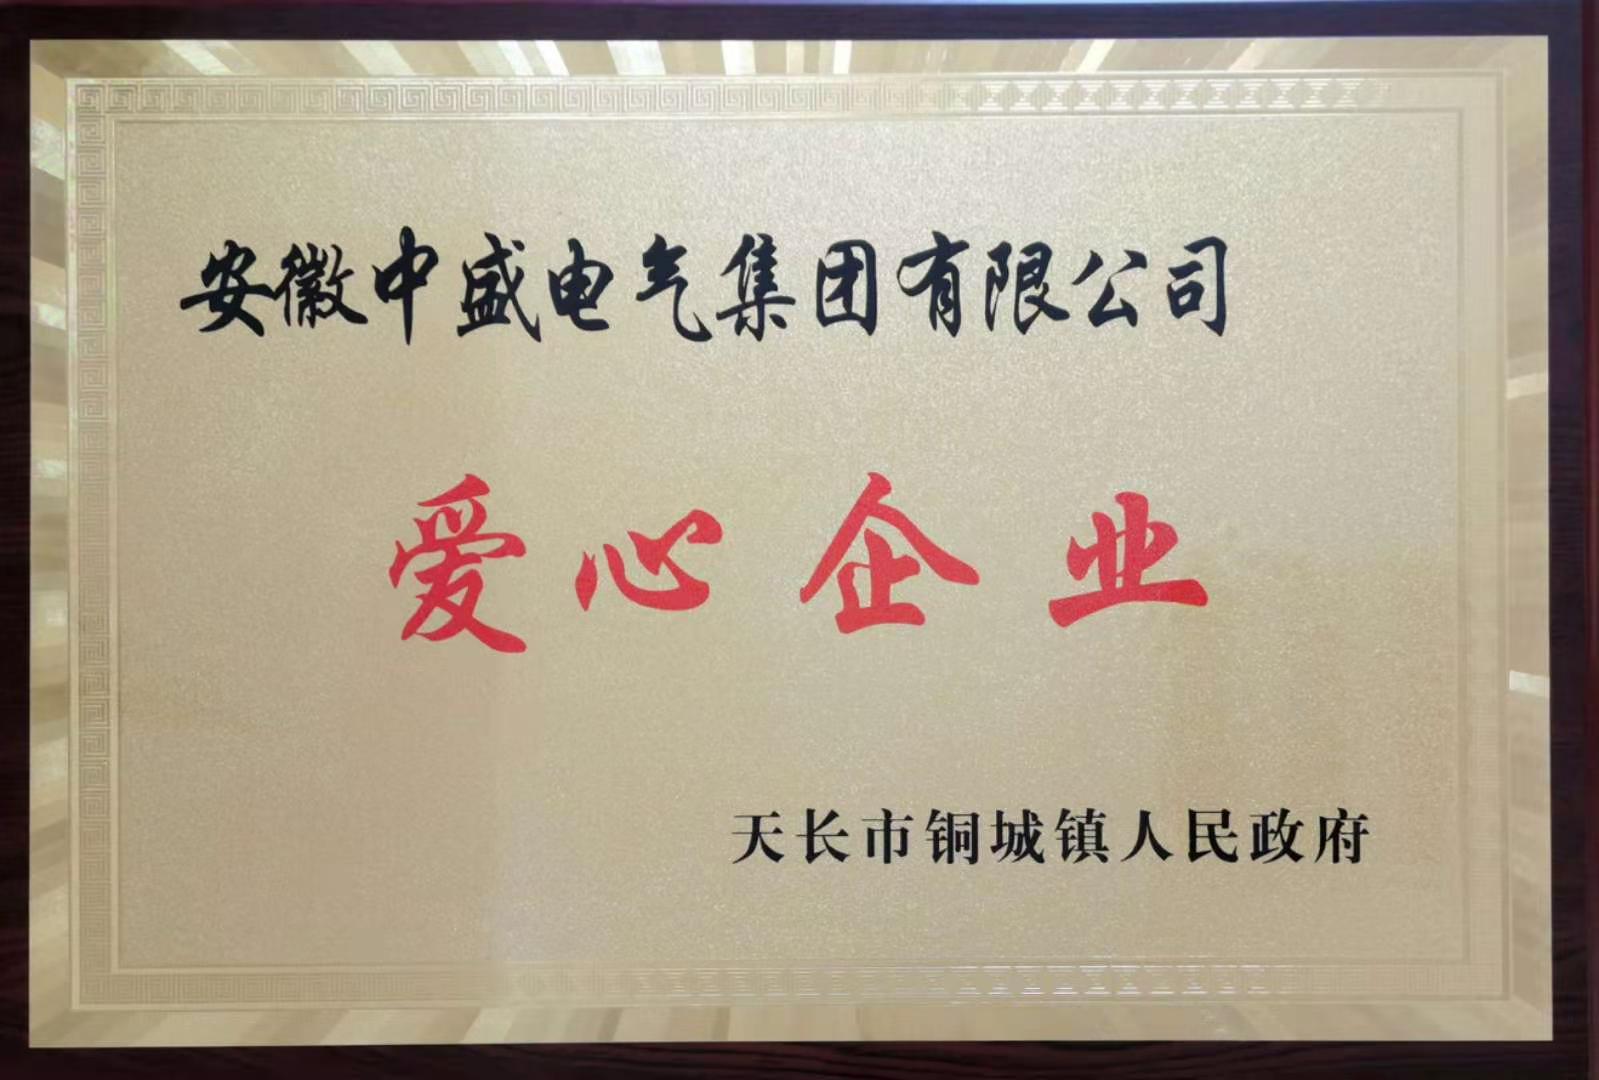 安徽中盛电气集团有限公司
爱心企业
天长市铜城镇人民政府